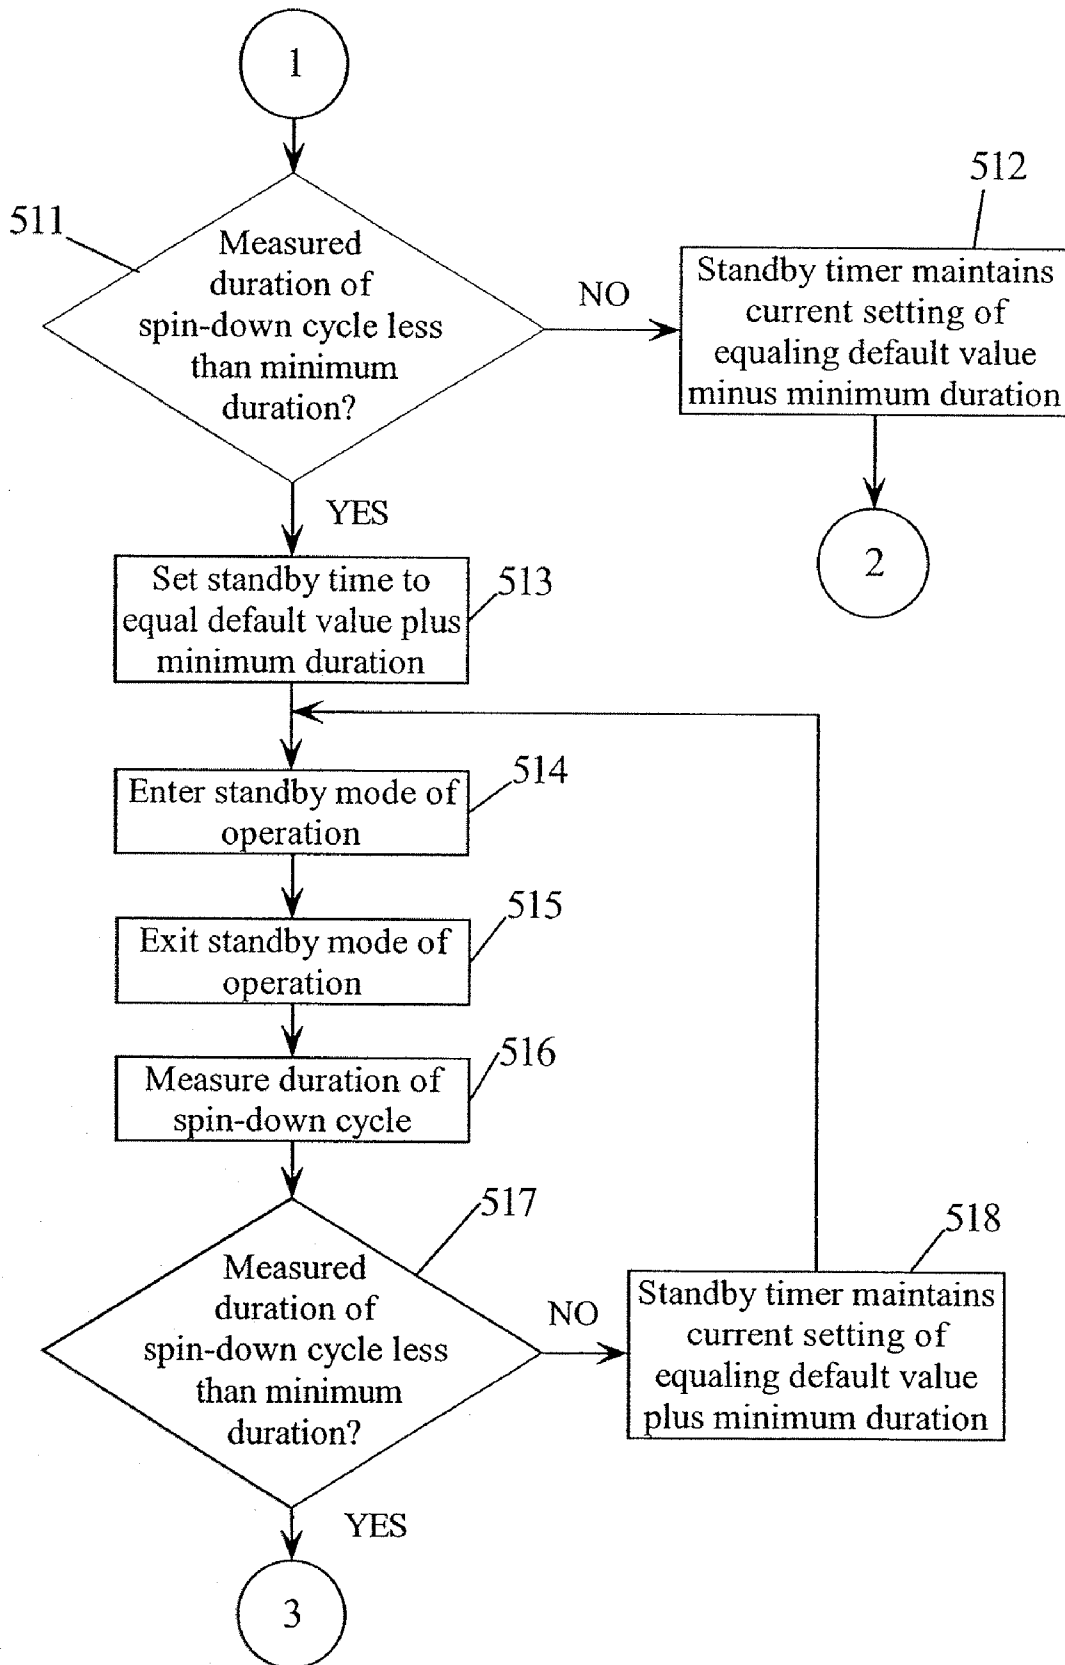 1
511
Measured
duration of
spin-down cycle less
than minimum
duration?
NO
512
Standby timer maintains
current setting of
equaling default value
minus minimum duration
YES
2
Set standby time to
equal default value plus
minimum duration
513
Enter standby mode of
operation
514
Exit standby mode of
operation
515
Measure duration of
spin-down cycle
516
517
Measured
duration of
spin-down cycle less
than minimum
duration?
NO
518
Standby timer maintains
current setting of
equaling default value
plus minimum duration
YES
3